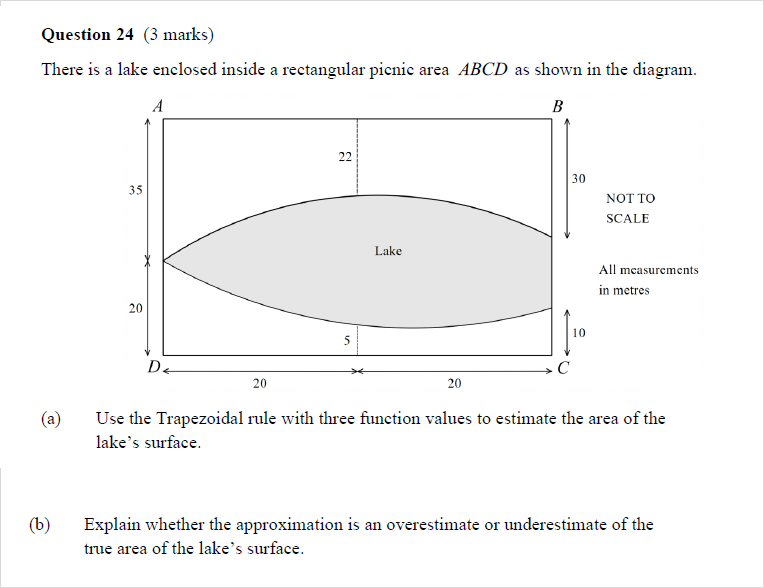 Question 24 (3 marks)
There is a lake enclosed inside a rectangular picnic area ABCD as shown in the diagram.
A
B
22
30
35
NOT TO
SCALE
Lake
All measurements
in metres
20
10
5
D
C
20
20
(a) Use the Trapezoidal rule with three function values to estimate the area of the
lake's surface.
(b) Explain whether the approximation is an overestimate or underestimate of the
true area of the lake's surface.